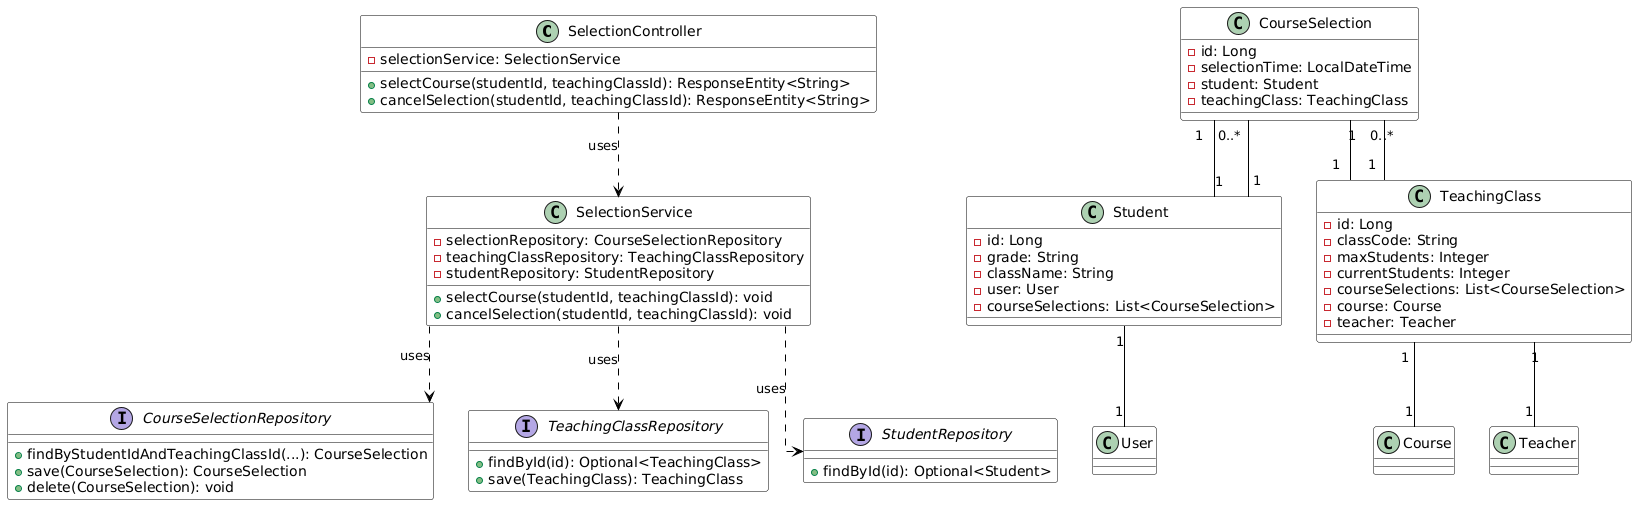 C SelectionController
selectionService: SelectionService
selectCourse(studentId, teachingClassId): ResponseEntity<String>
cancelSelection(studentId, teachingClassId): ResponseEntity<String>
uses
C SelectionService
selectionRepository: CourseSelectionRepository
teachingClassRepository: TeachingClassRepository
studentRepository: StudentRepository
selectCourse(studentId, teachingClassId): void
cancelSelection(studentId, teachingClassId): void
uses
uses
uses
I CourseSelectionRepository
findByStudentIdAndTeachingClassId(...): CourseSelection
save(CourseSelection): CourseSelection
delete(CourseSelection): void
I TeachingClassRepository
findById(id): Optional<TeachingClass>
save(TeachingClass): TeachingClass
I StudentRepository
findById(id): Optional<Student>
C CourseSelection
id: Long
selectionTime: LocalDateTime
student: Student
teachingClass: TeachingClass
1 0..*
1 0..*
1 1
1 1
C Student
id: Long
grade: String
className: String
user: User
courseSelections: List<CourseSelection>
1
1
C User
C TeachingClass
id: Long
classCode: String
maxStudents: Integer
currentStudents: Integer
courseSelections: List<CourseSelection>
course: Course
teacher: Teacher
1 1
1 1
C Course
C Teacher